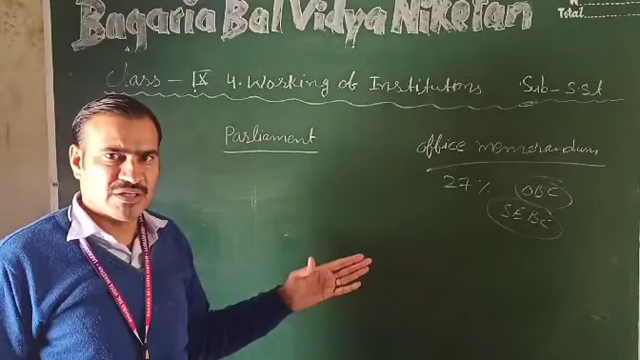 Bagaria Bal Vidya Niketan
Total
Class - IX 4. Working of Institutions Sub - S.St
Parliament
office memorandum
27 % OBC
SEBC